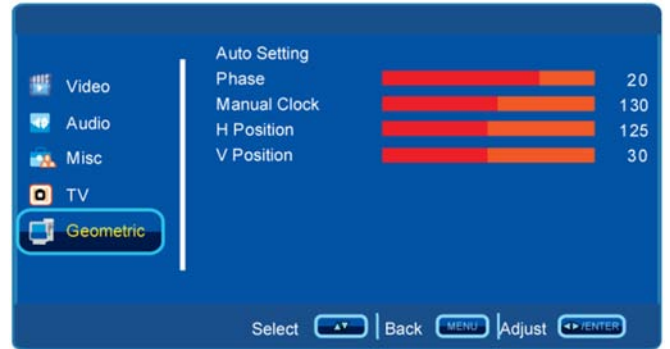 Video
Audio
Misc
TV
Geometric
Auto Setting
Phase 20
Manual Clock 130
H Position 125
V Position 30
Select ▲▼ Back MENU Adjust ◄►/ENTER